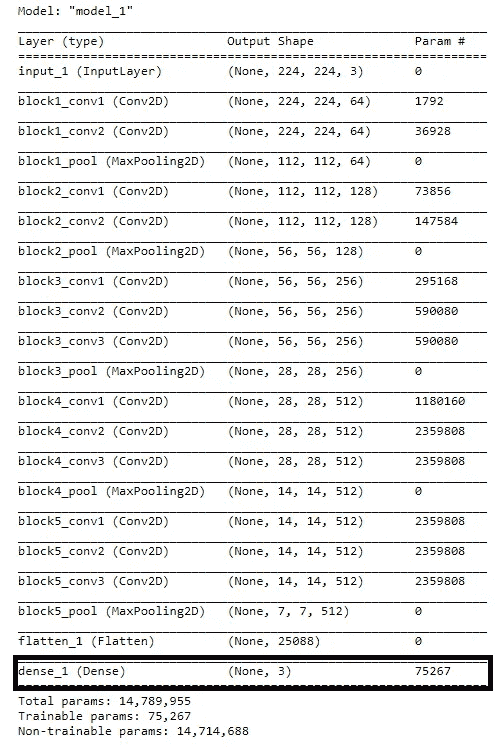 Model: "model_1"
Layer (type) Output Shape Param #
input_1 (InputLayer) (None, 224, 224, 3) 0
block1_conv1 (Conv2D) (None, 224, 224, 64) 1792
block1_conv2 (Conv2D) (None, 224, 224, 64) 36928
block1_pool (MaxPooling2D) (None, 112, 112, 64) 0
block2_conv1 (Conv2D) (None, 112, 112, 128) 73856
block2_conv2 (Conv2D) (None, 112, 112, 128) 147584
block2_pool (MaxPooling2D) (None, 56, 56, 128) 0
block3_conv1 (Conv2D) (None, 56, 56, 256) 295168
block3_conv2 (Conv2D) (None, 56, 56, 256) 590080
block3_conv3 (Conv2D) (None, 56, 56, 256) 590080
block3_pool (MaxPooling2D) (None, 28, 28, 256) 0
block4_conv1 (Conv2D) (None, 28, 28, 512) 1180160
block4_conv2 (Conv2D) (None, 28, 28, 512) 2359808
block4_conv3 (Conv2D) (None, 28, 28, 512) 2359808
block4_pool (MaxPooling2D) (None, 14, 14, 512) 0
block5_conv1 (Conv2D) (None, 14, 14, 512) 2359808
block5_conv2 (Conv2D) (None, 14, 14, 512) 2359808
block5_conv3 (Conv2D) (None, 14, 14, 512) 2359808
block5_pool (MaxPooling2D) (None, 7, 7, 512) 0
flatten_1 (Flatten) (None, 25088) 0
dense_1 (Dense) (None, 3) 75267
Total params: 14,789,955
Trainable params: 75,267
Non-trainable params: 14,714,688